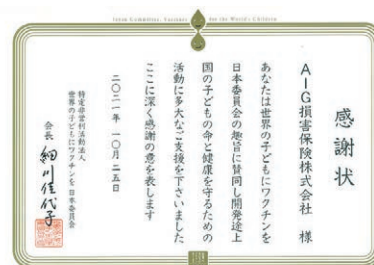 Japan Committee, Vaccines for the World's Children
感謝状
AIG損害保険株式会社 様
あなたは世界の子どもにワクチンを
日本委員会の趣旨に賛同し開発途上
国の子どもの命と健康を守るための
活動に多大なご支援を下さいました
ここに深く感謝の意を表します
二〇二一年 一〇月二五日
特定非営利活動法人
世界の子どもにワクチンを 日本委員会
会長 細川佳代子